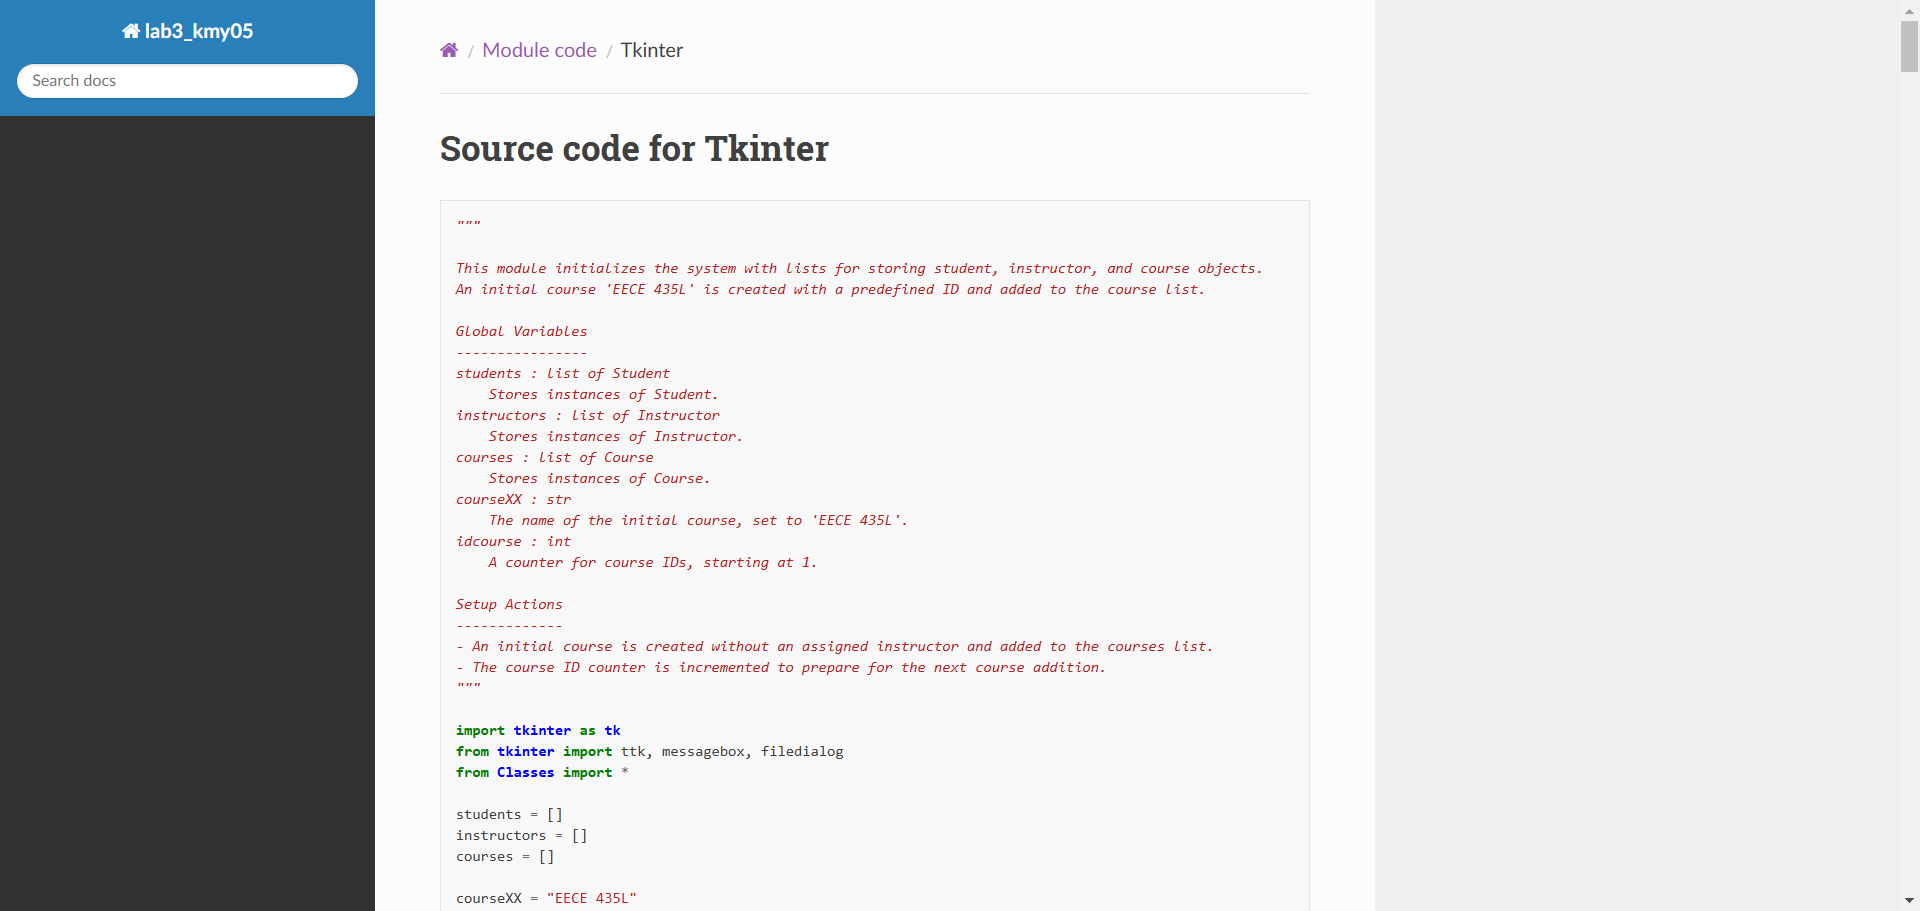 lab3_kmy05
Search docs
/ Module code / Tkinter
Source code for Tkinter
"""
This module initializes the system with lists for storing student, instructor, and course objects.
An initial course 'EECE 435L' is created with a predefined ID and added to the course list.
Global Variables
----------------
students : list of Student
    Stores instances of Student.
instructors : list of Instructor
    Stores instances of Instructor.
courses : list of Course
    Stores instances of Course.
courseXX : str
    The name of the initial course, set to 'EECE 435L'.
idcourse : int
    A counter for course IDs, starting at 1.
Setup Actions
-------------
- An initial course is created without an assigned instructor and added to the courses list.
- The course ID counter is incremented to prepare for the next course addition.
"""
import tkinter as tk
from tkinter import ttk, messagebox, filedialog
from Classes import *
students = []
instructors = []
courses = []
courseXX = "EECE 435L"